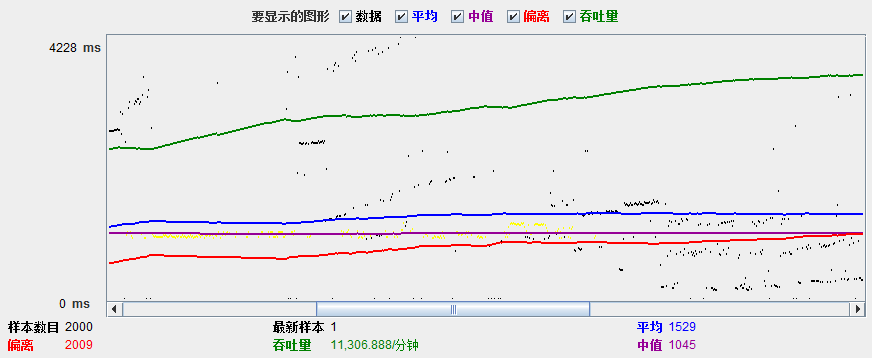 要显示的图形 数据 平均 中值 偏离 吞吐量
4228 ms
0 ms
样本数目 2000 最新样本 1 平均 1529
偏离 2009 吞吐量 11,306.888/分钟 中值 1045